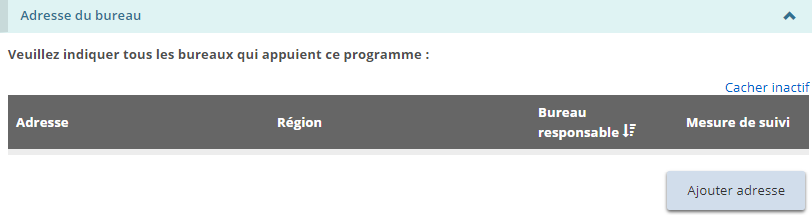 Adresse du bureau
Veuillez indiquer tous les bureaux qui appuient ce programme :
Cacher inactif
Adresse Région Bureau responsable Mesure de suivi
Ajouter adresse